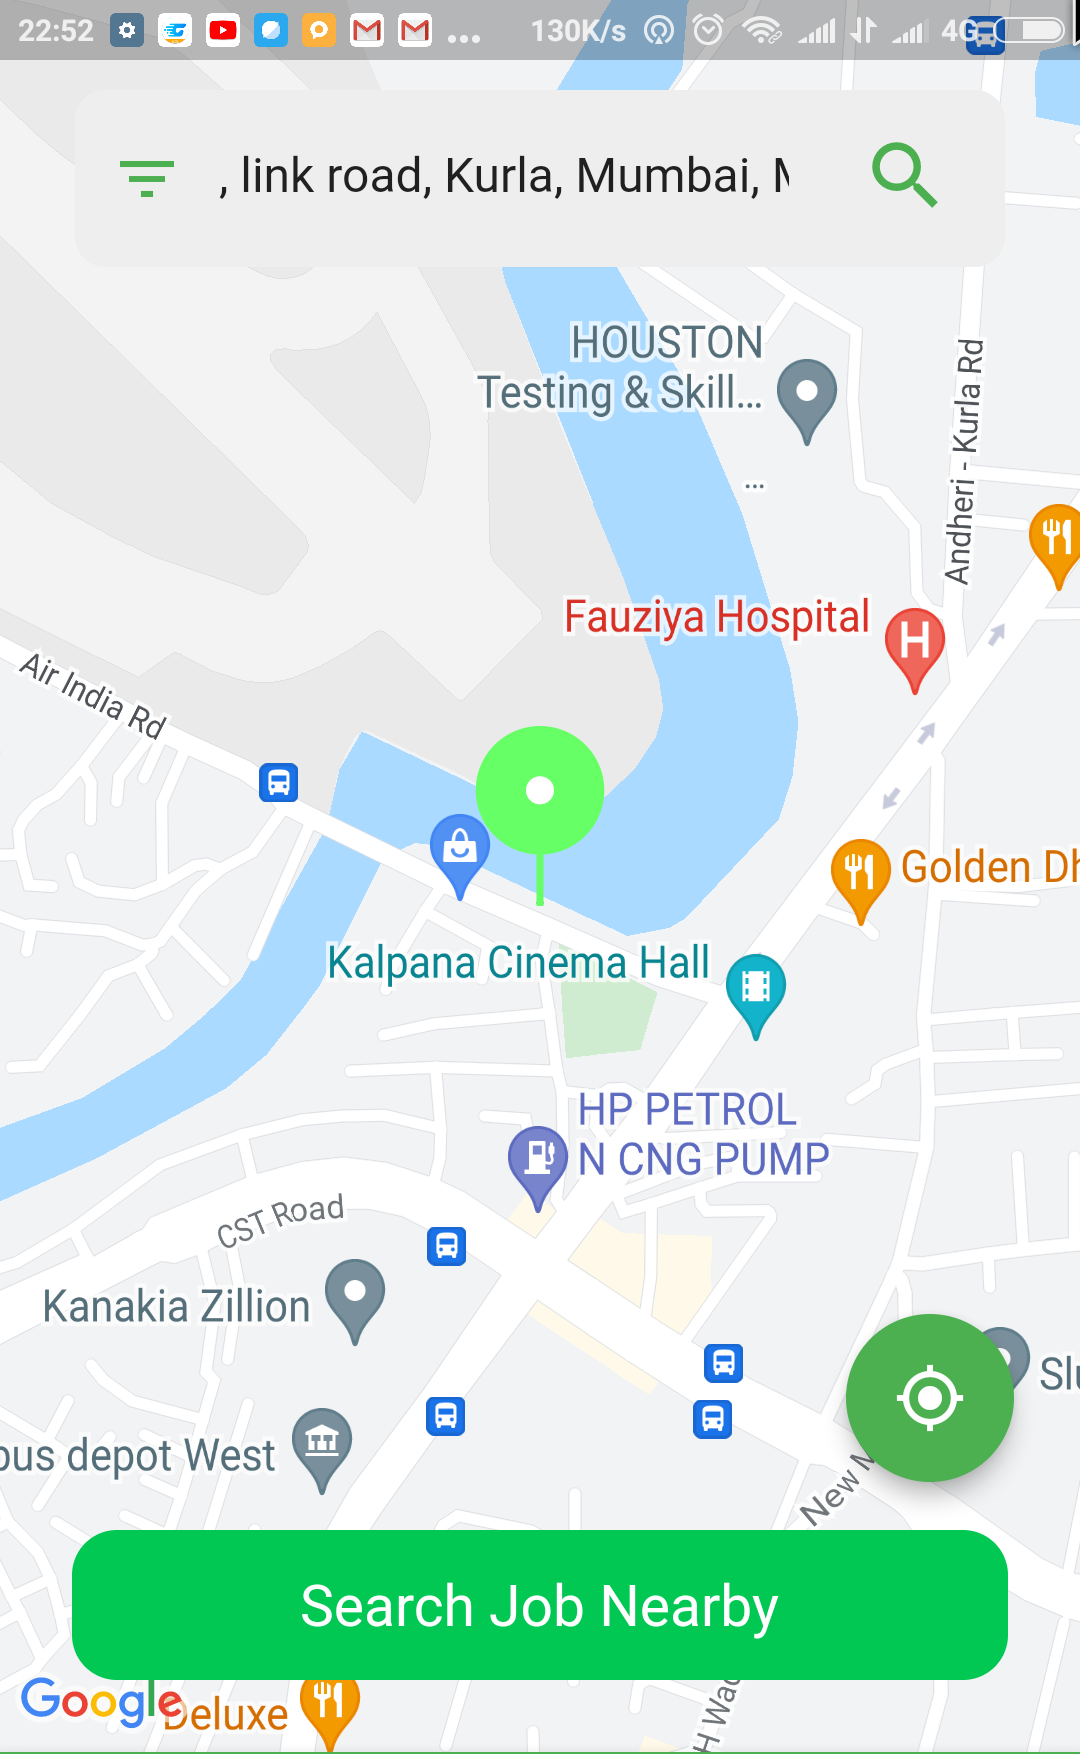 22:52
130K/s
4G
, link road, Kurla, Mumbai,
HOUSTON
Testing & Skill...
...
Andheri - Kurla Rd
Fauziya Hospital
H
Air India Rd
Golden
Kalpana Cinema Hall
HP PETROL
N CNG PUMP
CST Road
Kanakia Zillion
bus depot West
New
Search Job Nearby
Google
Deluxe